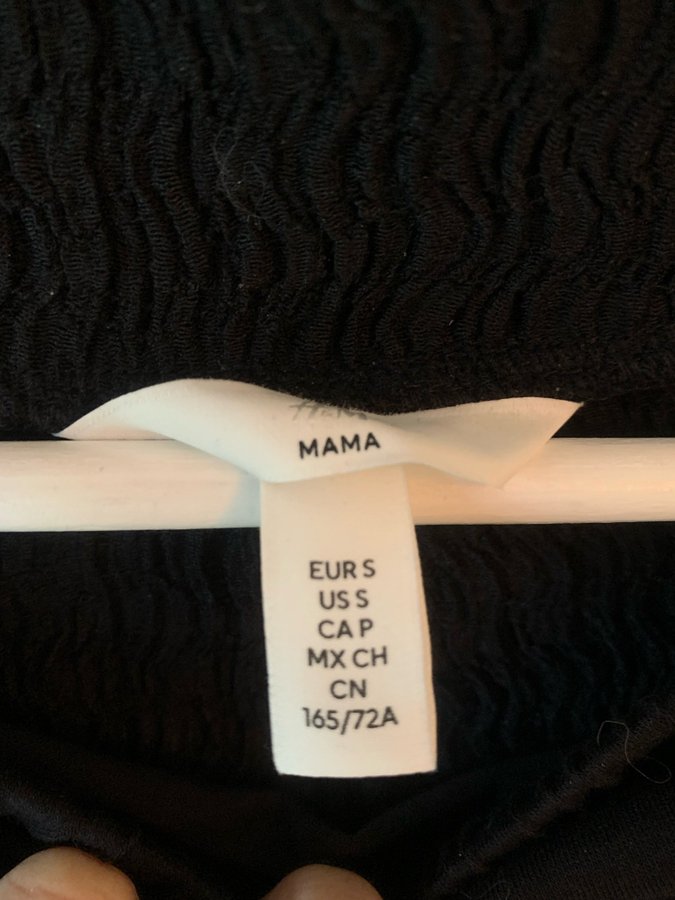 H&M
MAMA
EUR S
US S
CA P
MX CH
CN
165/72A